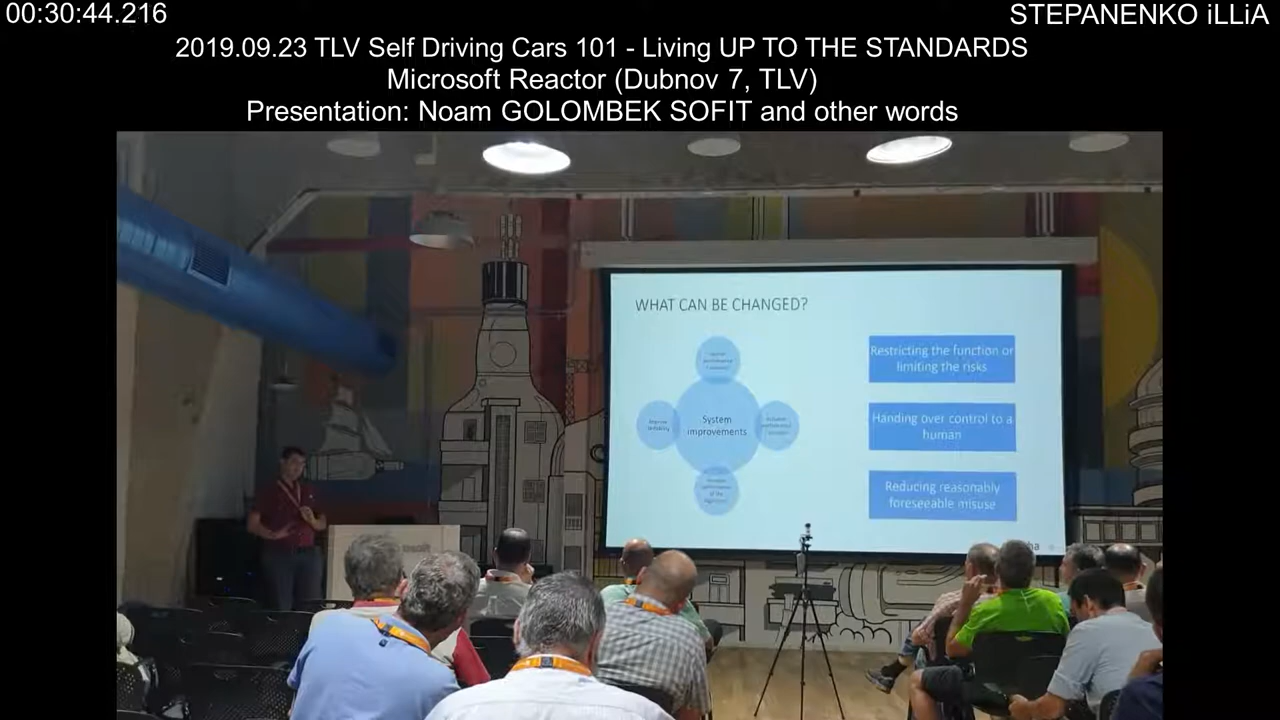 00:30:44.216
STEPANENKO iLLiA
2019.09.23 TLV Self Driving Cars 101 - Living UP TO THE STANDARDS
Microsoft Reactor (Dubnov 7, TLV)
Presentation: Noam GOLOMBEK SOFIT and other words
WHAT CAN BE CHANGED?
System
improvements
Restricting the function or
limiting the risks
Handing over control to a
human
Reducing reasonably
foreseeable misuse